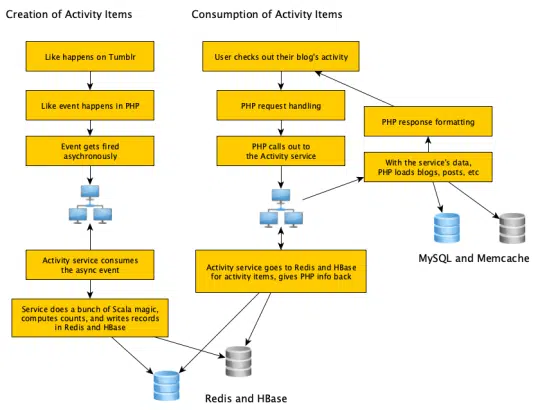 Creation of Activity Items
Consumption of Activity Items
Like happens on Tumblr
Like event happens in PHP
Event gets fired
asychronously
Activity service consumes
the async event
Service does a bunch of Scala magic,
computes counts, and writes records
in Redis and HBase
User checks out their blog's activity
PHP request handling
PHP calls out to
the Activity service
Activity service goes to Redis and HBase
for activity items, gives PHP info back
PHP response formatting
With the service's data,
PHP loads blogs, posts, etc
MySQL and Memcache
Redis and HBase